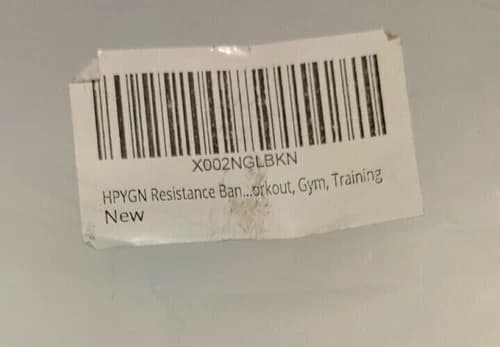 X002NGLBKN
HPYGN Resistance Ban...orkout, Gym, Training
New